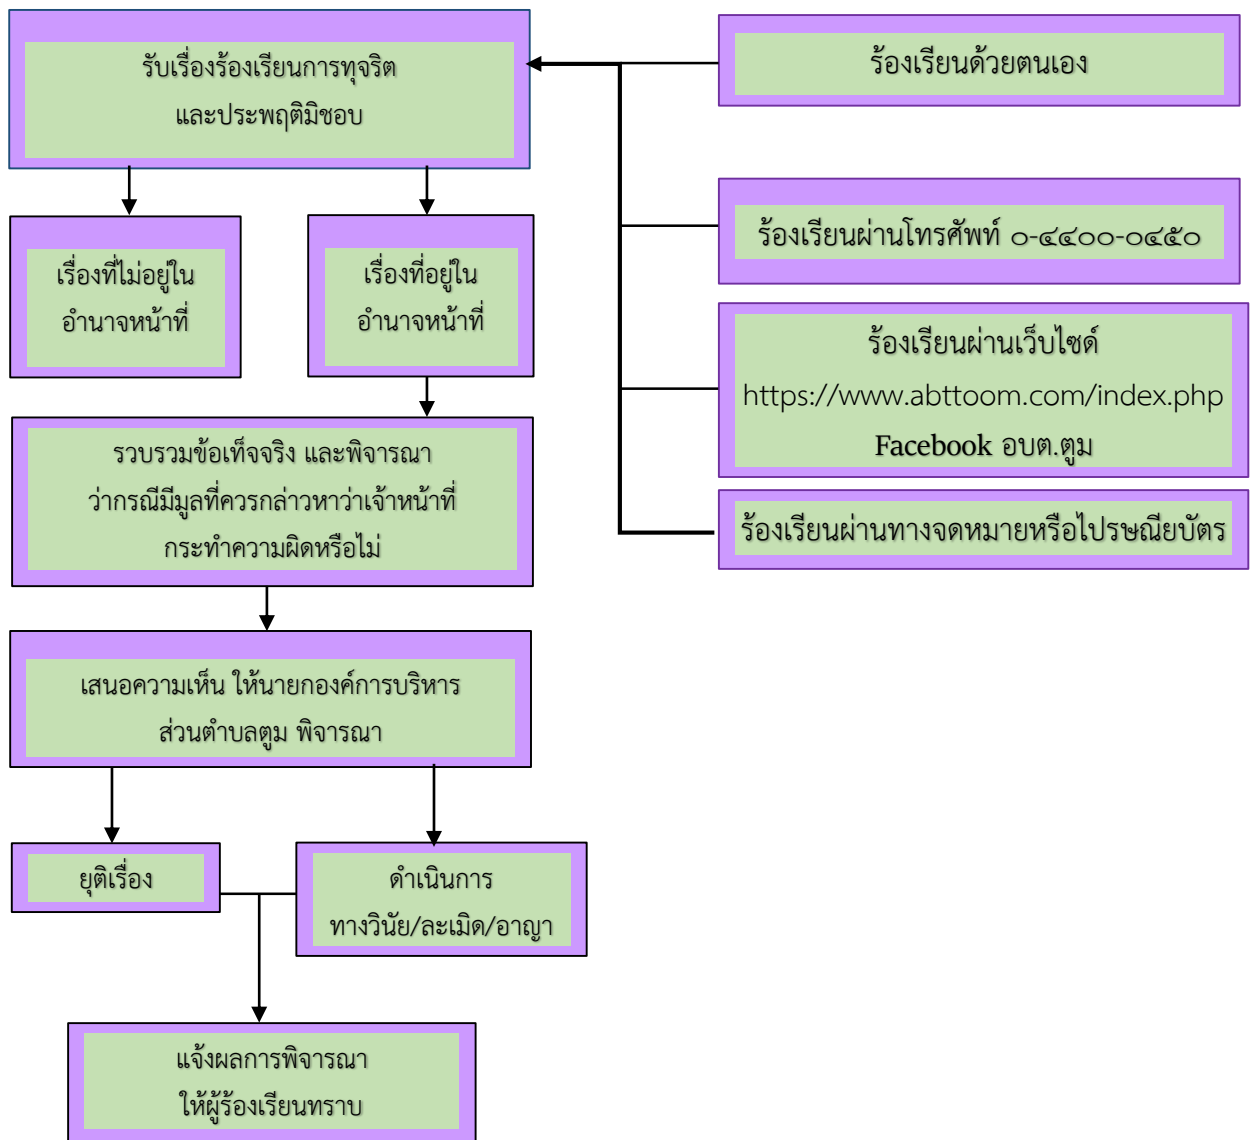 รับเรื่องร้องเรียนการทุจริต
และประพฤติมิชอบ
ร้องเรียนด้วยตนเอง
ร้องเรียนผ่านโทรศัพท์ ๐-๔๔๐๐-๐๔๕๐
ร้องเรียนผ่านเว็บไซด์
https://www.abttoom.com/index.php
Facebook อบต.ตูม
ร้องเรียนผ่านทางจดหมายหรือไปรษณียบัตร
เรื่องที่ไม่อยู่ใน
อำนาจหน้าที่
เรื่องที่อยู่ใน
อำนาจหน้าที่
รวบรวมข้อเท็จจริง และพิจารณา
ว่ากรณีมีมูลที่ควรกล่าวหาว่าเจ้าหน้าที่
กระทำความผิดหรือไม่
เสนอความเห็น ให้นายกองค์การบริหาร
ส่วนตำบลตูม พิจารณา
ยุติเรื่อง
ดำเนินการ
ทางวินัย/ละเมิด/อาญา
แจ้งผลการพิจารณา
ให้ผู้ร้องเรียนทราบ